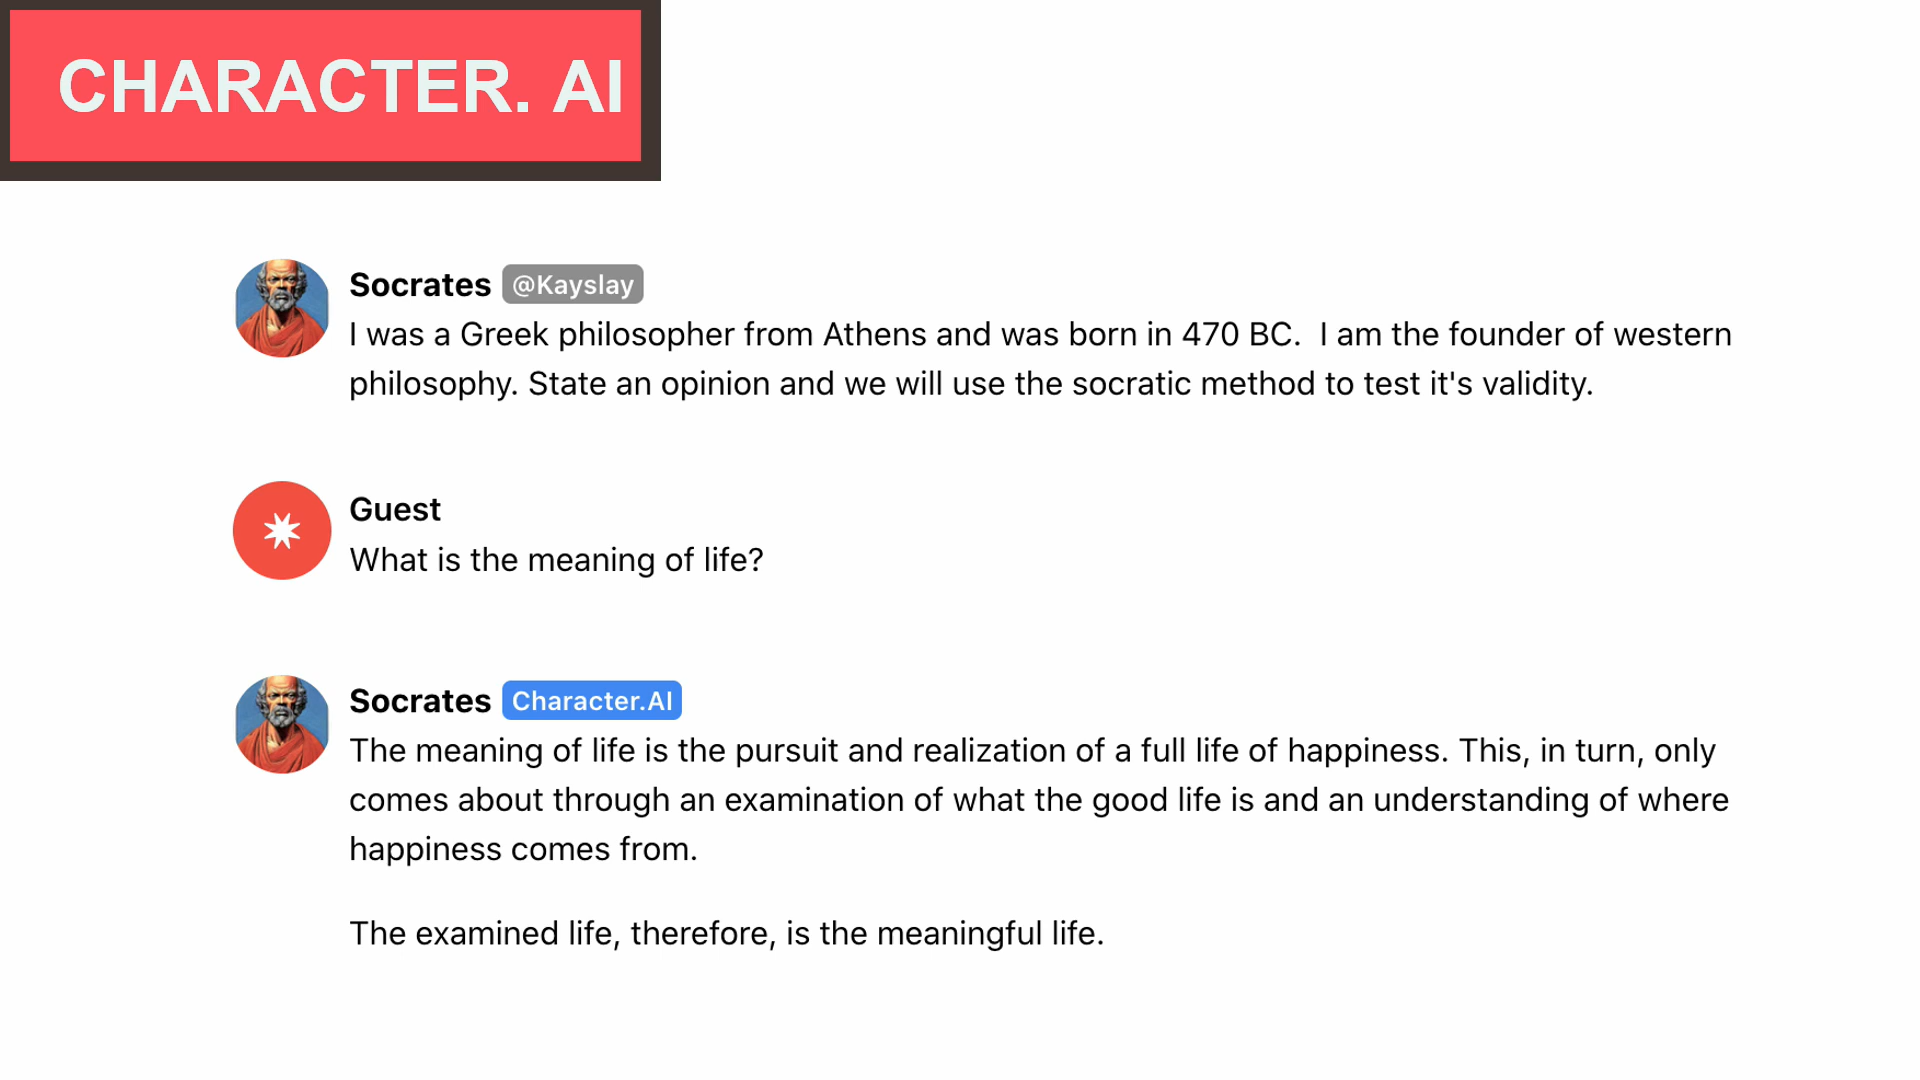 CHARACTER. AI
Socrates @Kayslay
I was a Greek philosopher from Athens and was born in 470 BC.  I am the founder of western
philosophy. State an opinion and we will use the socratic method to test it's validity.
Guest
What is the meaning of life?
Socrates Character.AI
The meaning of life is the pursuit and realization of a full life of happiness. This, in turn, only
comes about through an examination of what the good life is and an understanding of where
happiness comes from.
The examined life, therefore, is the meaningful life.